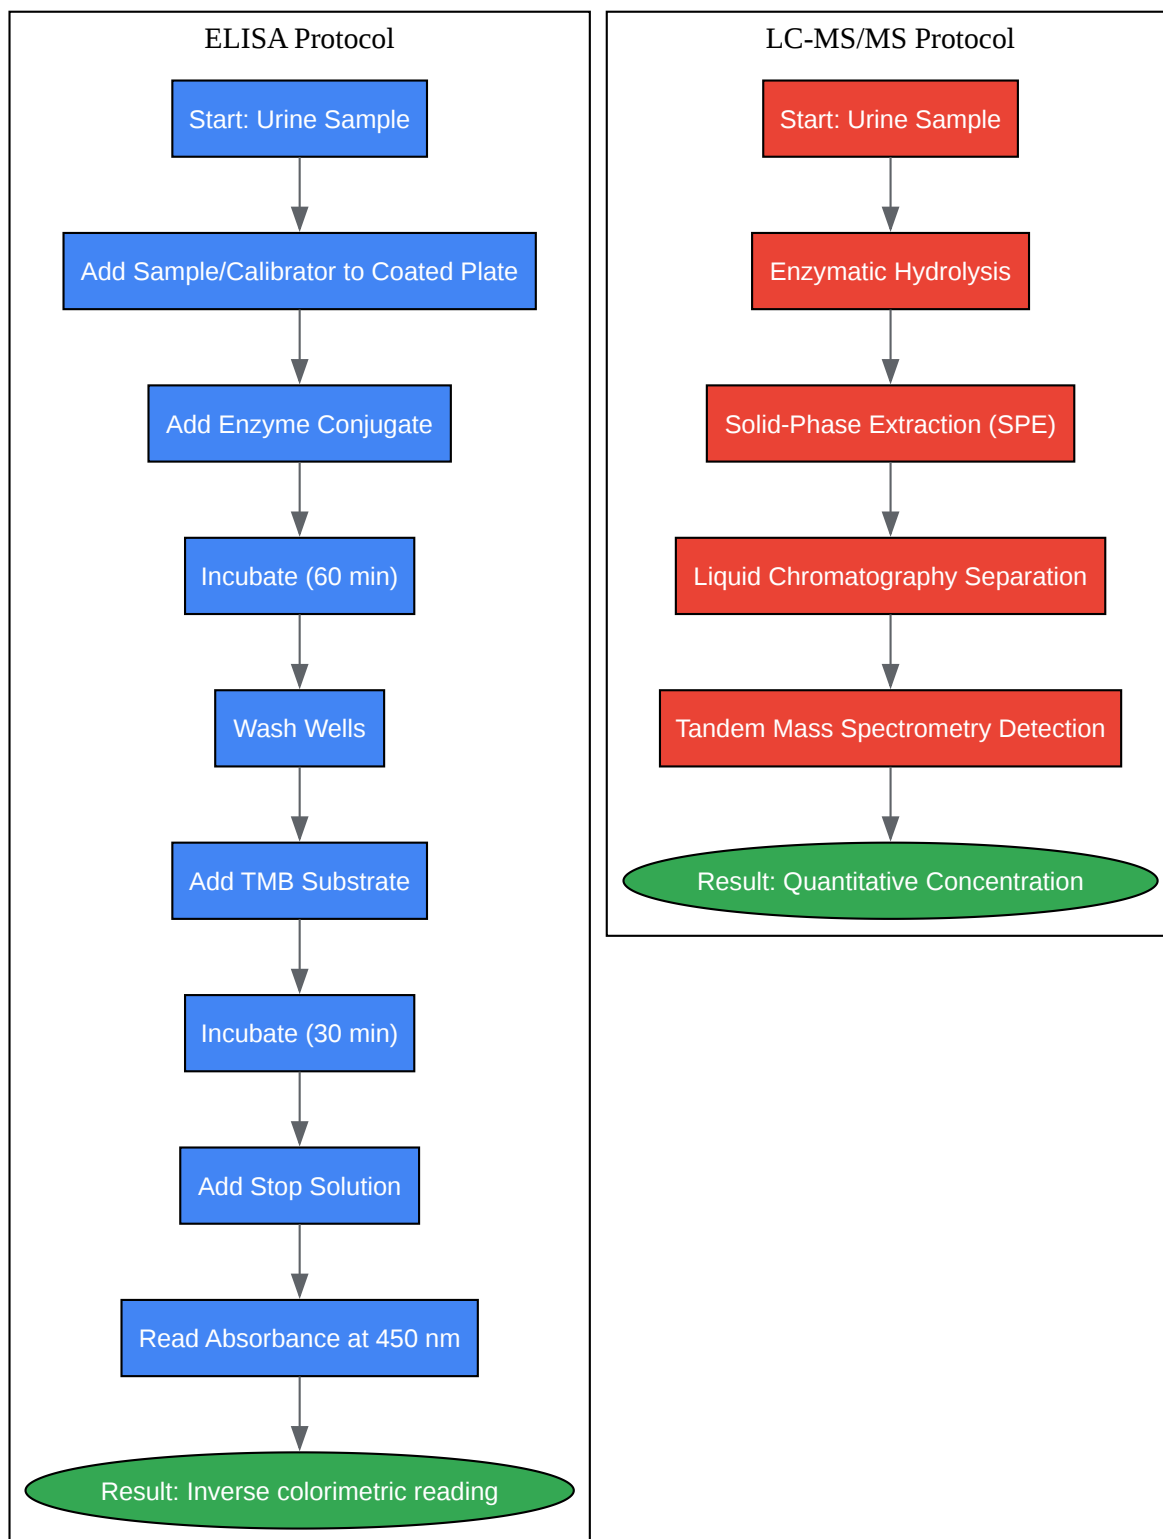 ELISA Protocol
Start: Urine Sample
Add Sample/Calibrator to Coated Plate
Add Enzyme Conjugate
Incubate (60 min)
Wash Wells
Add TMB Substrate
Incubate (30 min)
Add Stop Solution
Read Absorbance at 450 nm
Result: Inverse colorimetric reading
LC-MS/MS Protocol
Start: Urine Sample
Enzymatic Hydrolysis
Solid-Phase Extraction (SPE)
Liquid Chromatography Separation
Tandem Mass Spectrometry Detection
Result: Quantitative Concentration